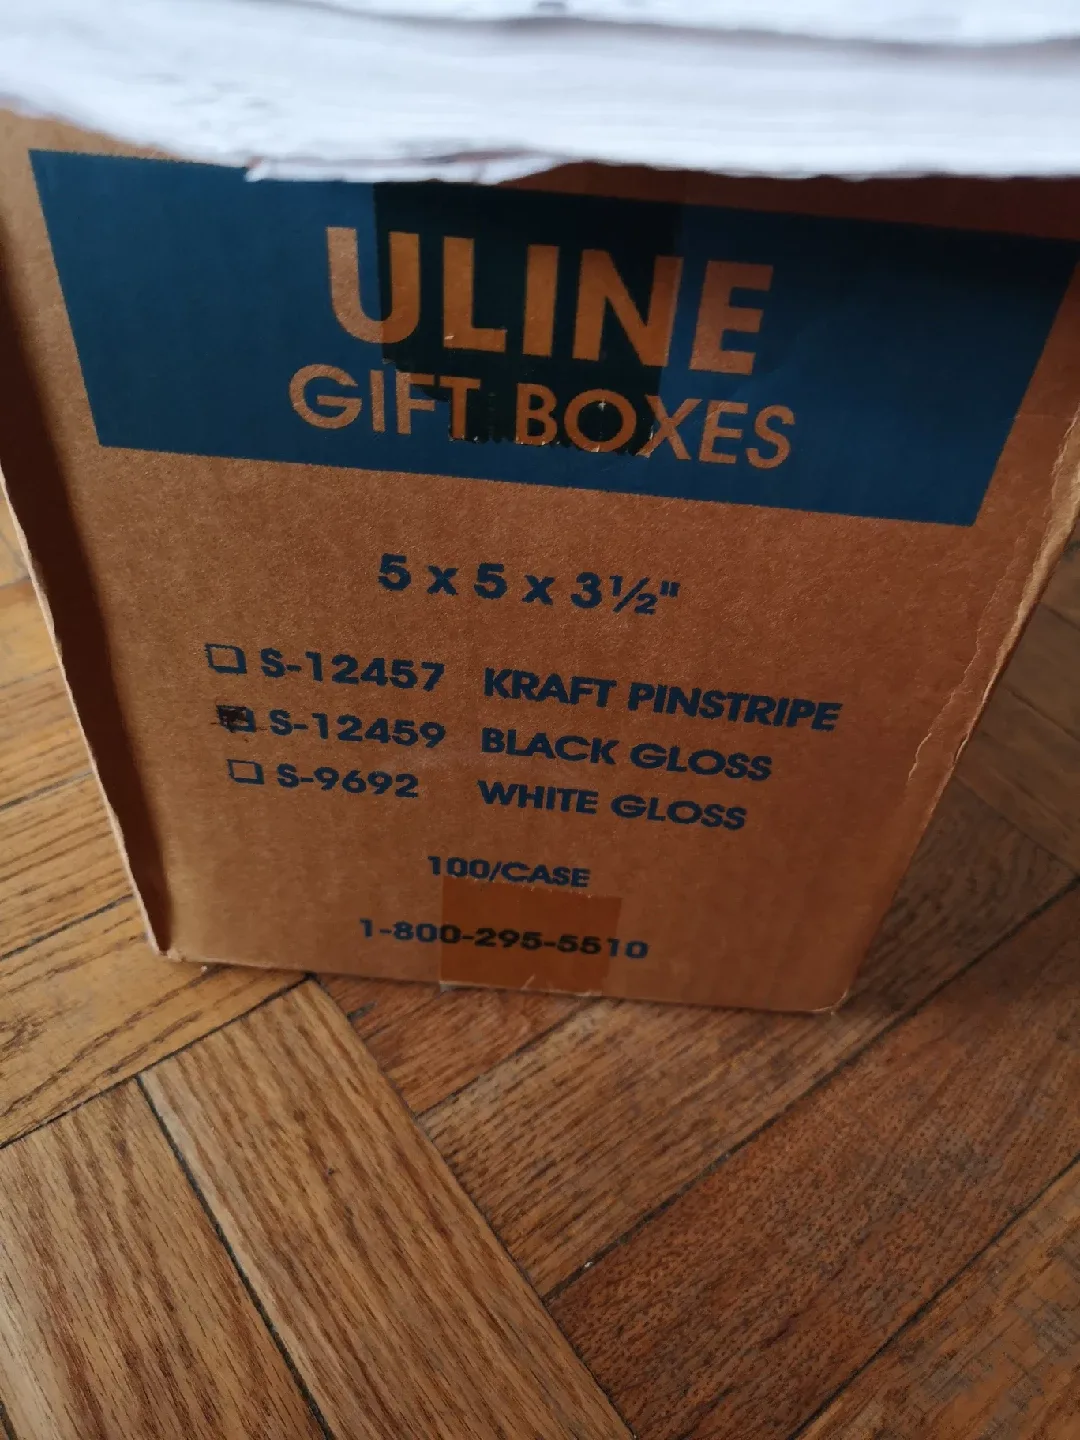 ULINE
GIFT BOXES
5 x 5 x 3½"
S-12457 KRAFT PINSTRIPE
S-12459 BLACK GLOSS
S-9692 WHITE GLOSS
100/CASE
1-800-295-5510